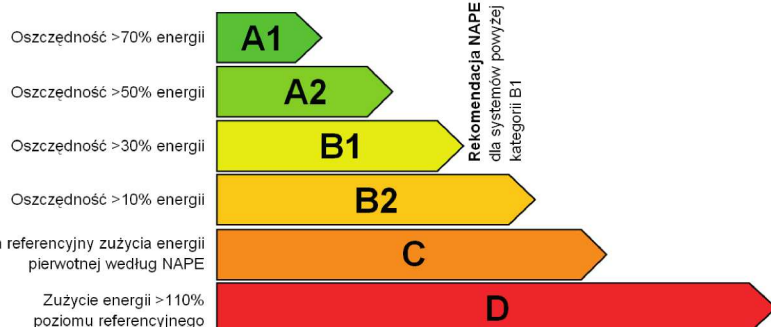 Oszczędność >70% energii
A1
Oszczędność >50% energii
A2
Oszczędność >30% energii
B1
Rekomendacja NAPE
dla systemów powyżej
kategorii B1
Oszczędność >10% energii
B2
referencyjny zużycia energii
pierwotnej według NAPE
C
Zużycie energii >110%
poziomu referencyjnego
D